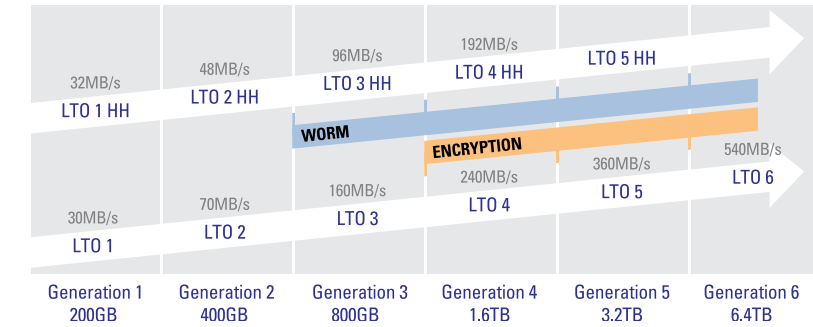 32MB/s
LTO 1 HH
48MB/s
LTO 2 HH
96MB/s
LTO 3 HH
192MB/s
LTO 4 HH
LTO 5 HH
WORM
ENCRYPTION
30MB/s
LTO 1
70MB/s
LTO 2
160MB/s
LTO 3
240MB/s
LTO 4
360MB/s
LTO 5
540MB/s
LTO 6
Generation 1
200GB
Generation 2
400GB
Generation 3
800GB
Generation 4
1.6TB
Generation 5
3.2TB
Generation 6
6.4TB